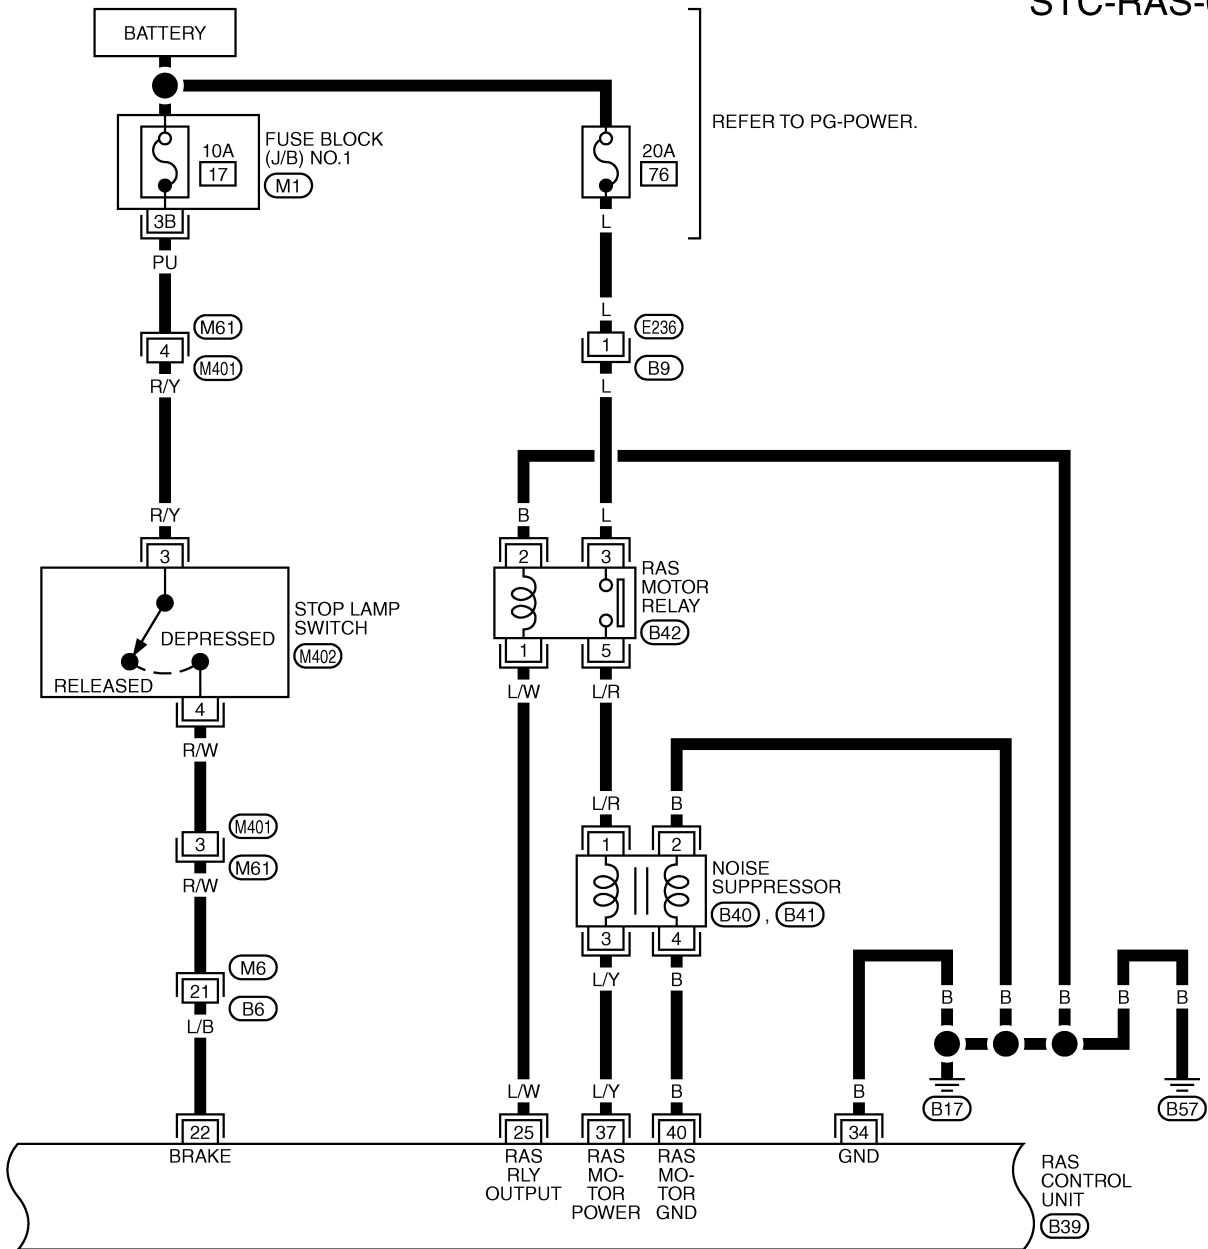 STC-RAS-
BATTERY
10A
17
FUSE BLOCK
(J/B) NO.1
M1
3B
20A
76
REFER TO PG-POWER.
PU
L
L
M61
4
M401
E236
1
B9
R/Y
L
R/Y
B
L
3
2
3
STOP LAMP
SWITCH
M402
DEPRESSED
RELEASED
RAS
MOTOR
RELAY
B42
1
5
4
L/W
L/R
R/W
L/R
B
M401
3
M61
1
2
NOISE
SUPPRESSOR
B40 , B41
R/W
3
4
M6
21
B6
L/Y
B
B
B
B
B
B
L/B
L/W
L/Y
B
B
B17
B57
22
25
37
40
34
BRAKE
RAS
RLY
OUTPUT
RAS
MO-
TOR
POWER
RAS
MO-
TOR
GND
GND
RAS
CONTROL
UNIT
B39